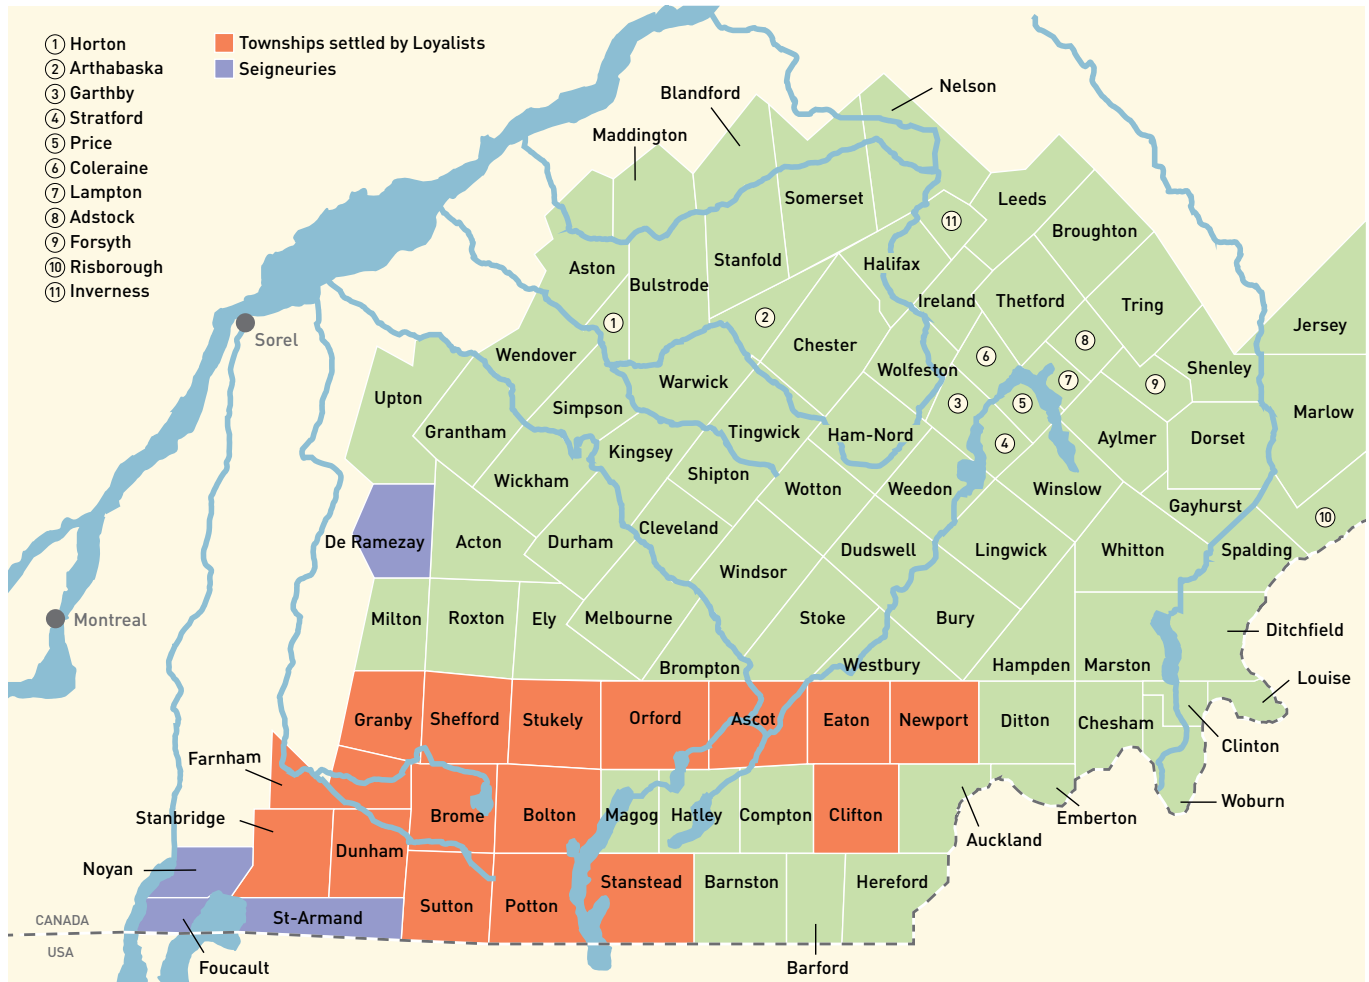 1 Horton
2 Arthabaska
3 Garthby
4 Stratford
5 Price
6 Coleraine
7 Lampton
8 Adstock
9 Forsyth
10 Risborough
11 Inverness
Townships settled by Loyalists
Seigneuries
Nelson
Blandford
Maddington
Somerset
Leeds
11
Broughton
Stanfold
Halifax
Aston
Bulstrode
Ireland
Thetford
Tring
1
2
Jersey
Sorel
Chester
8
Wendover
6
Wolfeston
Shenley
Warwick
7
9
Upton
3
5
Simpson
Marlow
Grantham
Tingwick
Ham-Nord
4
Aylmer
Dorset
Kingsey
Shipton
Wickham
Wotton
Weedon
Winslow
Gayhurst
10
Cleveland
De Ramezay
Acton
Durham
Dudswell
Lingwick
Whitton
Spalding
Windsor
Montreal
Milton
Roxton
Ely
Melbourne
Stoke
Bury
Ditchfield
Brompton
Westbury
Hampden
Marston
Louise
Granby
Shefford
Stukely
Orford
Ascot
Eaton
Newport
Ditton
Chesham
Clinton
Farnham
Woburn
Stanbridge
Brome
Bolton
Magog
Hatley
Compton
Clifton
Emberton
Auckland
Dunham
Noyan
Stanstead
Barnston
Hereford
Sutton
Potton
St-Armand
CANADA
USA
Foucault
Barford